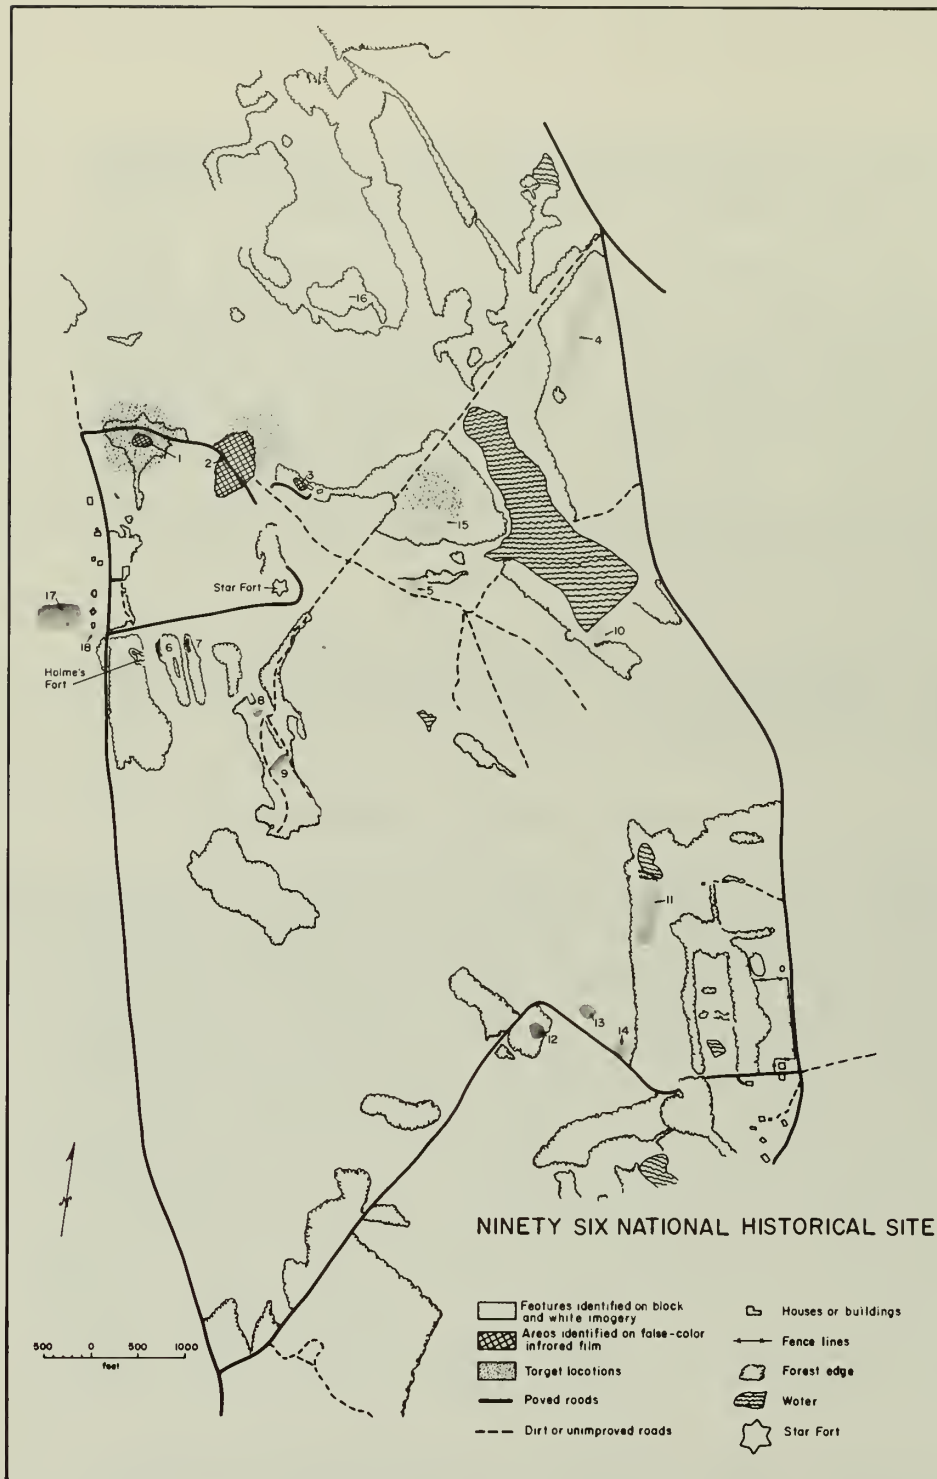 16
4
1
2
3
15
5
Star Fort
17
18
10
6
7
Holme's
Fort
8
9
11
13
12
14
N
NINETY SIX NATIONAL HISTORICAL SITE
Features identified on black
and white imagery
Areas identified on false-color
infrared film
Target locations
Paved roads
Dirt or unimproved roads
Houses or buildings
Fence lines
Forest edge
Water
Star Fort
500 0 500 1000
feet